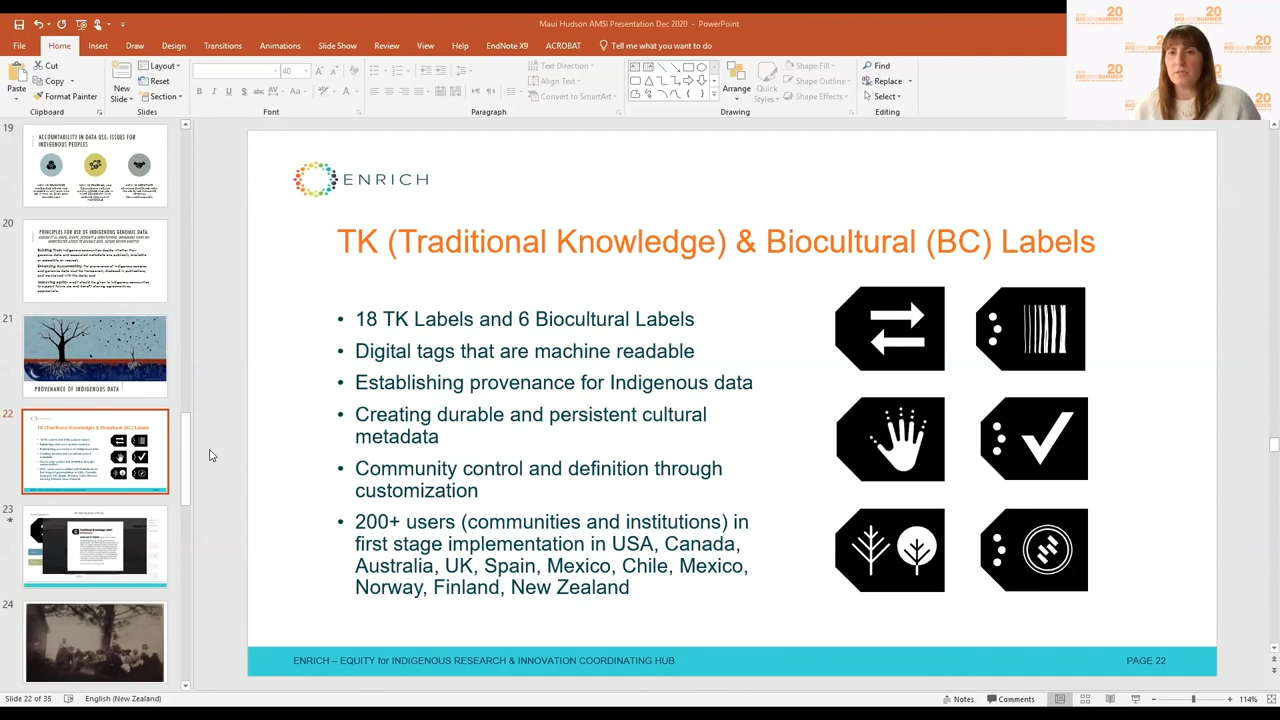 Maui Hudson AMSI Presentation Dec 2020 - PowerPoint
File Home Insert Draw Design Transitions Animations Slide Show Review View Help EndNote X9 ACROBAT Tell me what you want to do
Paste
Cut
Copy
Format Painter
Clipboard
New
Slide
Layout
Reset
Section
Slides
40
Font
Text Direction
Align Text
Convert to SmartArt
Paragraph
Arrange
Quick
Styles
Shape Fill
Shape Outline
Shape Effects
Drawing
Find
Replace
Select
Editing
19
ACCOUNTABILITY IN DATA USE: ISSUES FOR
INDIGENOUS PEOPLES
20
PRINCIPLES FOR USE OF INDIGENOUS GENOMIC DATA
21
PROVENANCE OF INDIGENOUS DATA
22
TK (Traditional Knowledge) & Biocultural (BC) Labels
23
24
ENRICH
TK (Traditional Knowledge) & Biocultural (BC) Labels
• 18 TK Labels and 6 Biocultural Labels
• Digital tags that are machine readable
• Establishing provenance for Indigenous data
• Creating durable and persistent cultural
metadata
• Community control and definition through
customization
• 200+ users (communities and institutions) in
first stage implementation in USA, Canada,
Australia, UK, Spain, Mexico, Chile, Mexico,
Norway, Finland, New Zealand
ENRICH – EQUITY for INDIGENOUS RESEARCH & INNOVATION COORDINATING HUB PAGE 22
Slide 22 of 35 English (New Zealand) Notes Comments 114%